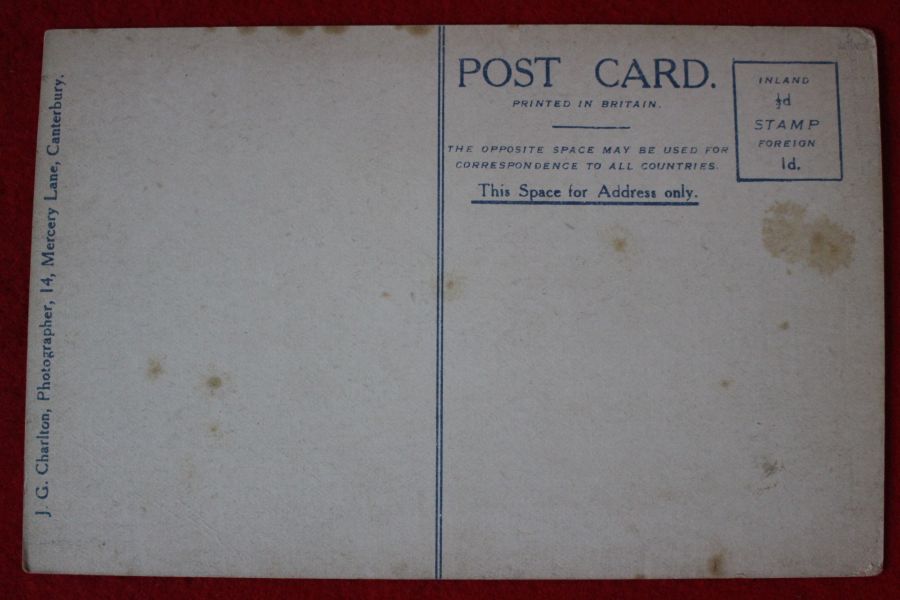 J. G. Charlton, Photographer, 14, Mercery Lane, Canterbury.
POST CARD.
PRINTED IN BRITAIN.
THE OPPOSITE SPACE MAY BE USED FOR
CORRESPONDENCE TO ALL COUNTRIES.
This Space for Address only.
INLAND
½d
STAMP
FOREIGN
1d.